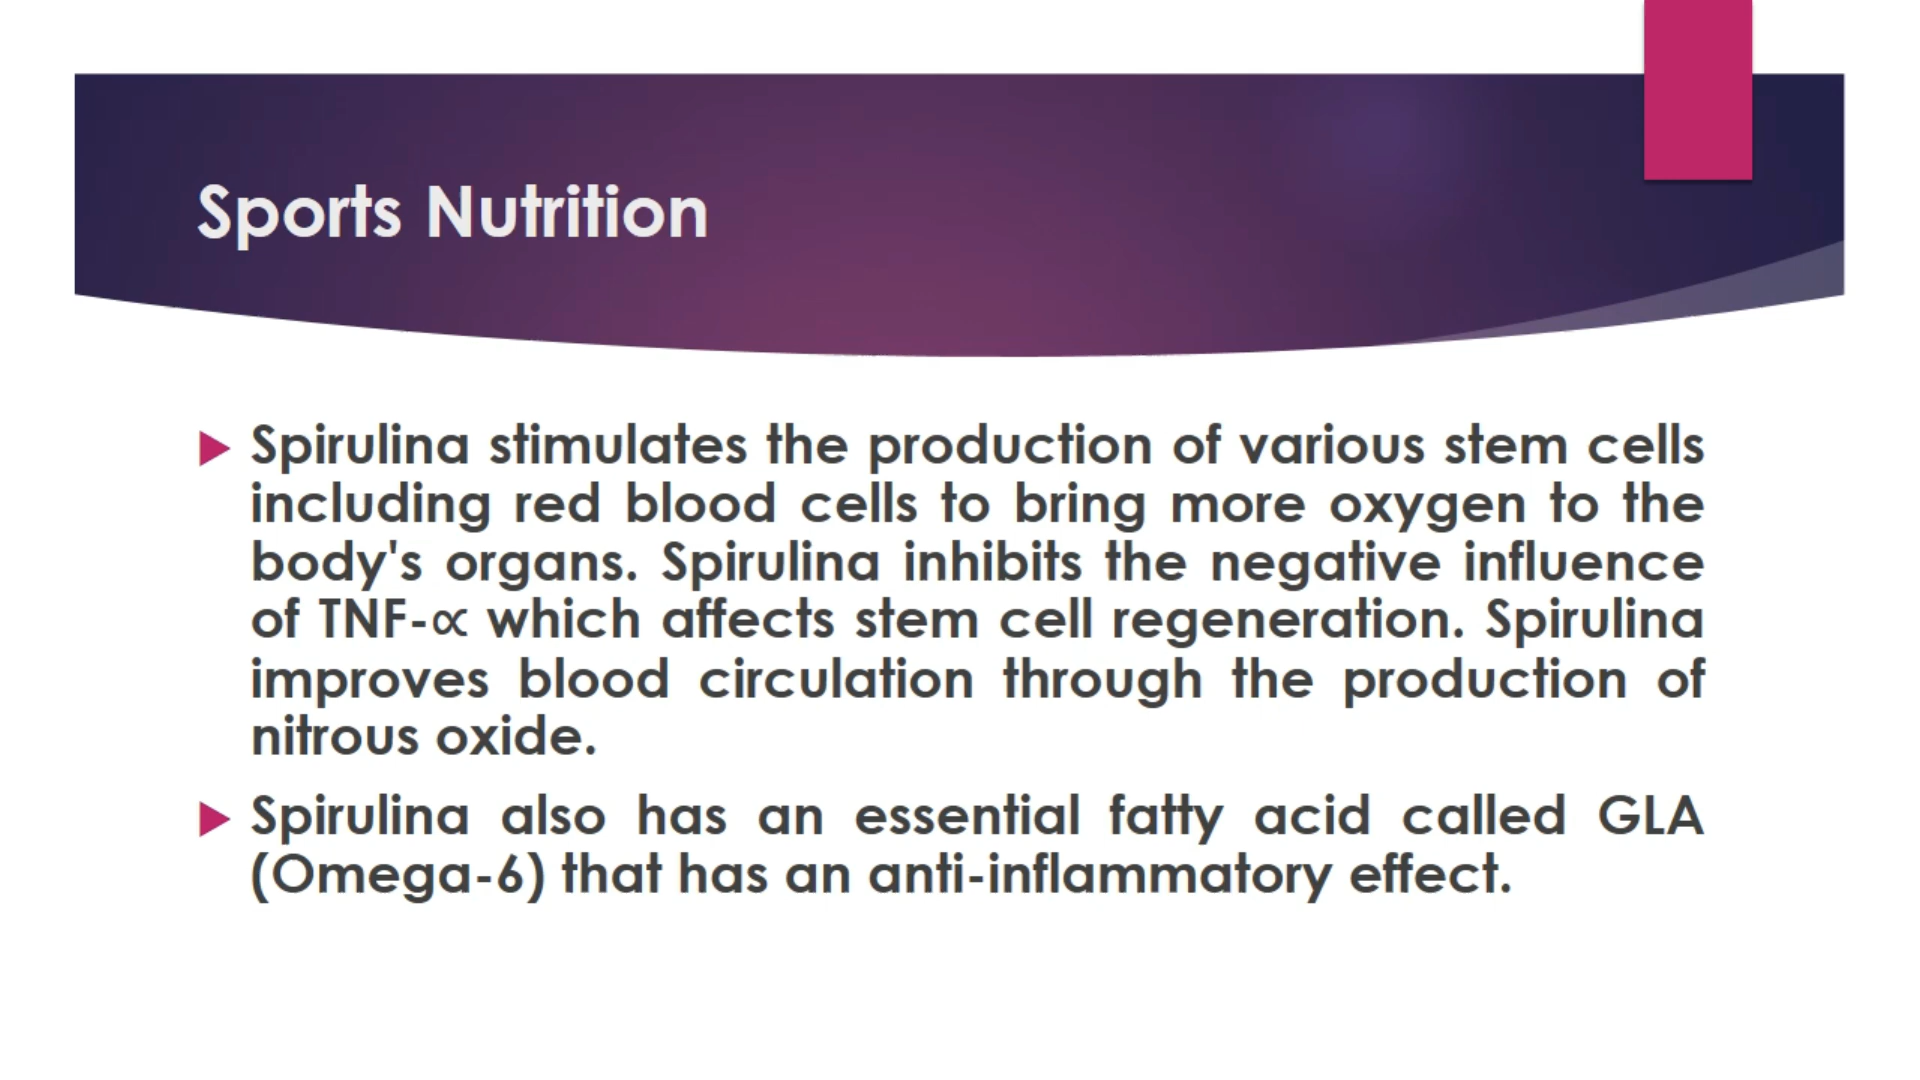 Sports Nutrition
Spirulina stimulates the production of various stem cells
including red blood cells to bring more oxygen to the
body's organs. Spirulina inhibits the negative influence
of TNF-∝ which affects stem cell regeneration. Spirulina
improves blood circulation through the production of
nitrous oxide.
Spirulina also has an essential fatty acid called GLA
(Omega-6) that has an anti-inflammatory effect.